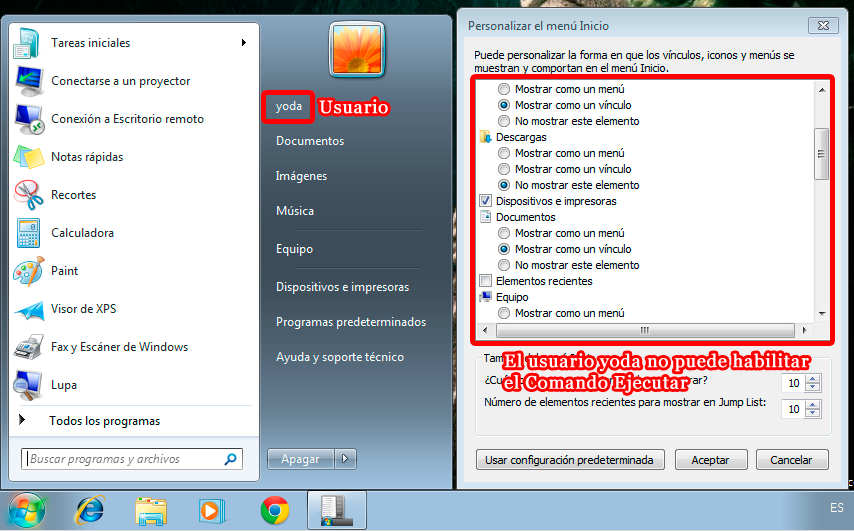 Tareas iniciales
Conectarse a un proyector
Conexión a Escritorio remoto
Notas rápidas
Recortes
Calculadora
Paint
Visor de XPS
Fax y Escáner de Windows
Lupa
Todos los programas
Buscar programas y archivos
yoda
Usuario
Documentos
Imágenes
Música
Equipo
Dispositivos e impresoras
Programas predeterminados
Ayuda y soporte técnico
Apagar
Personalizar el menú Inicio
Puede personalizar la forma en que los vínculos, iconos y menús se
muestran y comportan en el menú Inicio.
Mostrar como un menú
Mostrar como un vínculo
No mostrar este elemento
Descargas
Mostrar como un menú
Mostrar como un vínculo
No mostrar este elemento
Dispositivos e impresoras
Documentos
Mostrar como un menú
Mostrar como un vínculo
No mostrar este elemento
Elementos recientes
Equipo
Mostrar como un menú
El usuario yoda no puede habilitar
el Comando Ejecutar
10
Número de elementos recientes para mostrar en Jump List:
10
Usar configuración predeterminada
Aceptar
Cancelar
ES